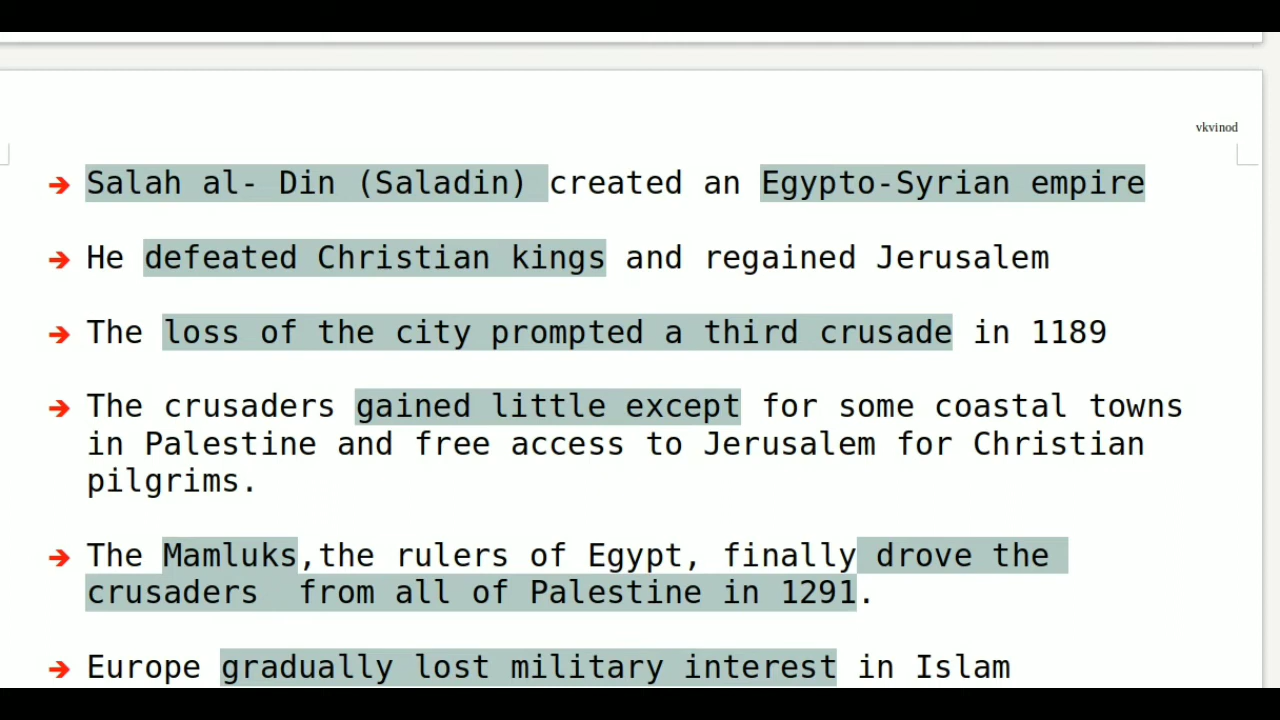 vkvinod
➔ Salah al- Din (Saladin) created an Egypto-Syrian empire
➔ He defeated Christian kings and regained Jerusalem
➔ The loss of the city prompted a third crusade in 1189
➔ The crusaders gained little except for some coastal towns
in Palestine and free access to Jerusalem for Christian
pilgrims.
➔ The Mamluks,the rulers of Egypt, finally drove the
crusaders  from all of Palestine in 1291.
➔ Europe gradually lost military interest in Islam